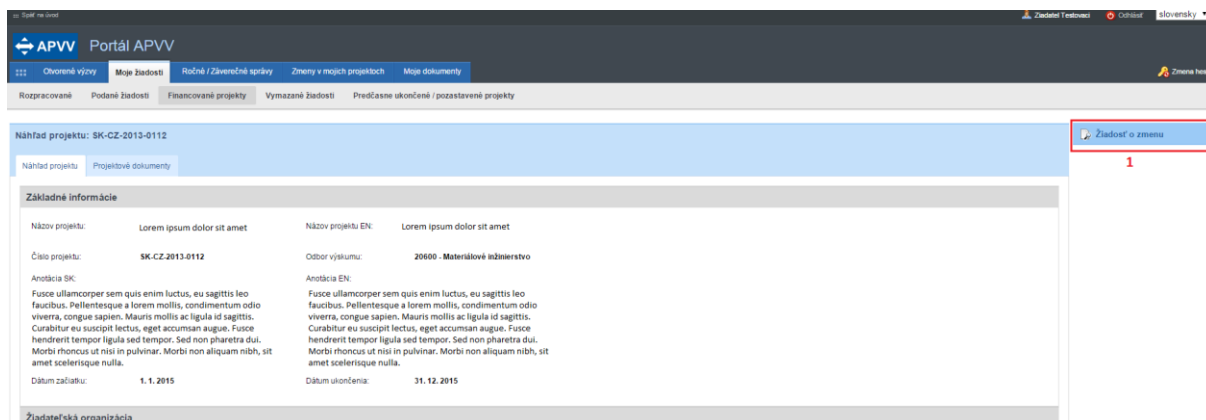 Späť na úvod
Žiadateľ Testovací Odhlásiť slovensky
APVV Portál APVV
Otvorené výzvy Moje žiadosti Ročné / Záverečné správy Zmeny v mojich projektoch Moje dokumenty
Zmena hes
Rozpracované Podané žiadosti Financované projekty Vymazané žiadosti Predčasne ukončené / pozastavené projekty
Náhľad projektu: SK-CZ-2013-0112
Žiadosť o zmenu
1
Náhľad projektu Projektové dokumenty
Základné informácie
Názov projektu: Lorem ipsum dolor sit amet Názov projektu EN: Lorem ipsum dolor sit amet
Číslo projektu: SK-CZ-2013-0112 Odbor výskumu: 20600 - Materiálové inžinierstvo
Anotácia SK:
Fusce ullamcorper sem quis enim luctus, eu sagittis leo
faucibus. Pellentesque a lorem mollis, condimentum odio
viverra, congue sapien. Mauris mollis ac ligula id sagittis.
Curabitur eu suscipit lectus, eget accumsan augue. Fusce
hendrerit tempor ligula sed tempor. Sed non pharetra dui.
Morbi rhoncus ut nisi in pulvinar. Morbi non aliquam nibh, sit
amet scelerisque nulla.
Anotácia EN:
Fusce ullamcorper sem quis enim luctus, eu sagittis leo
faucibus. Pellentesque a lorem mollis, condimentum odio
viverra, congue sapien. Mauris mollis ac ligula id sagittis.
Curabitur eu suscipit lectus, eget accumsan augue. Fusce
hendrerit tempor ligula sed tempor. Sed non pharetra dui.
Morbi rhoncus ut nisi in pulvinar. Morbi non aliquam nibh, sit
amet scelerisque nulla.
Dátum začiatku: 1. 1. 2015 Dátum ukončenia: 31. 12. 2015
Žiadateľská organizácia